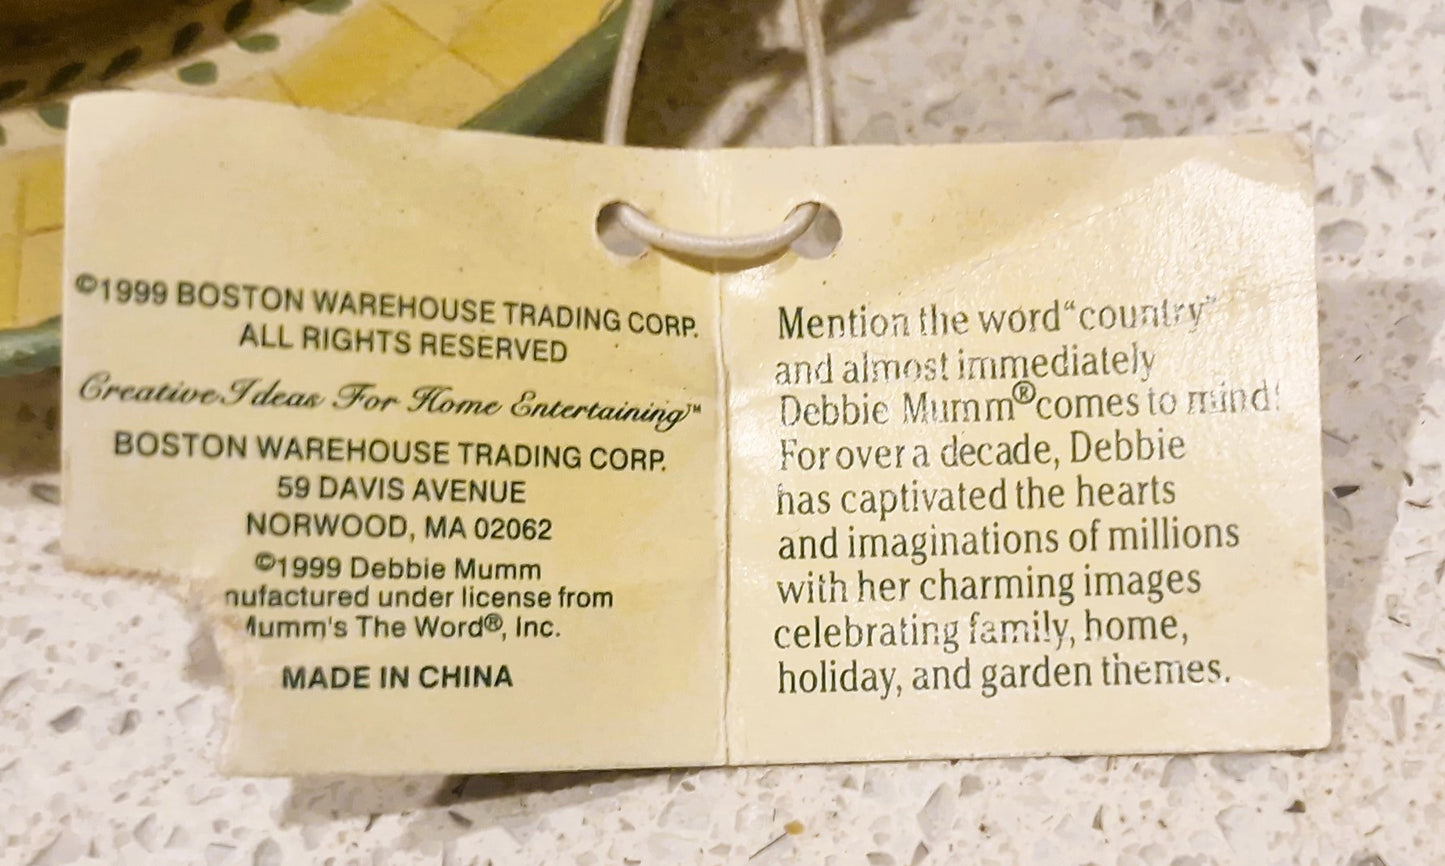 ©1999 BOSTON WAREHOUSE TRADING CORP.
ALL RIGHTS RESERVED
Creative Ideas For Home Entertaining™
BOSTON WAREHOUSE TRADING CORP.
59 DAVIS AVENUE
NORWOOD, MA 02062
©1999 Debbie Mumm
nufactured under license from
Mumm's The Word®, Inc.
MADE IN CHINA
Mention the word “country”
and almost immediately
Debbie Mumm® comes to mind!
For over a decade, Debbie
has captivated the hearts
and imaginations of millions
with her charming images
celebrating family, home,
holiday, and garden themes.